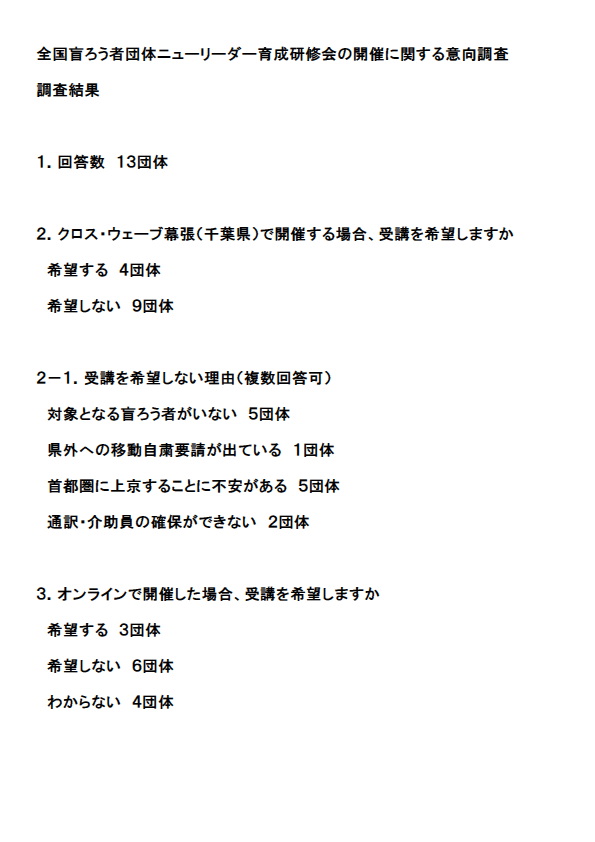 全国盲ろう者団体ニューリーダー育成研修会の開催に関する意向調査
調査結果
1．回答数　13団体
2．クロス・ウェーブ幕張（千葉県）で開催する場合、受講を希望しますか
希望する　4団体
希望しない　9団体
2－1．受講を希望しない理由（複数回答可）
対象となる盲ろう者がいない　5団体
県外への移動自粛要請が出ている　1団体
首都圏に上京することに不安がある　5団体
通訳・介助員の確保ができない　2団体
3．オンラインで開催した場合、受講を希望しますか
希望する　3団体
希望しない　6団体
わからない　4団体